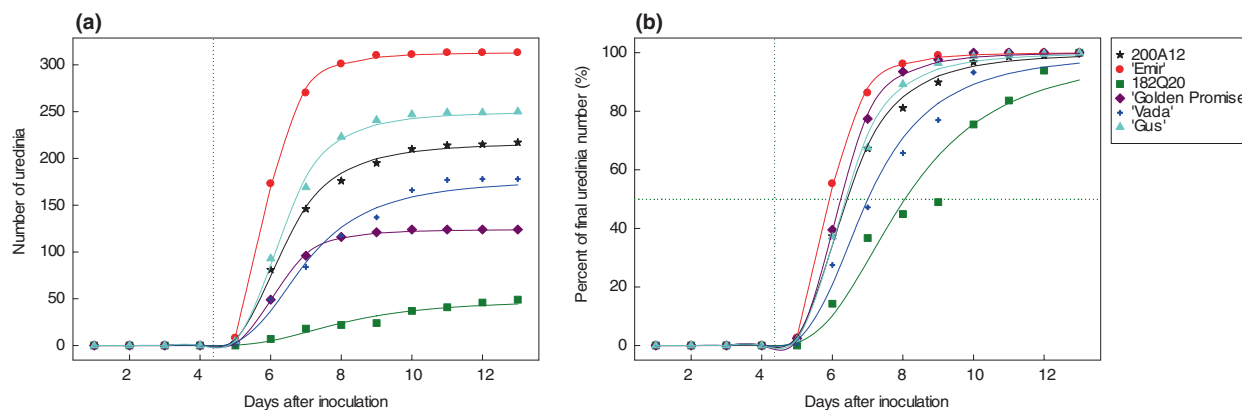 (a)
Number of uredinia
300
250
200
150
100
50
0
2 4 6 8 10 12
Days after inoculation
(b)
Percent of final uredinia number (%)
100
80
60
40
20
0
2 4 6 8 10 12
Days after inoculation
200A12
'Emir'
182Q20
'Golden Promise'
'Vada'
'Gus'